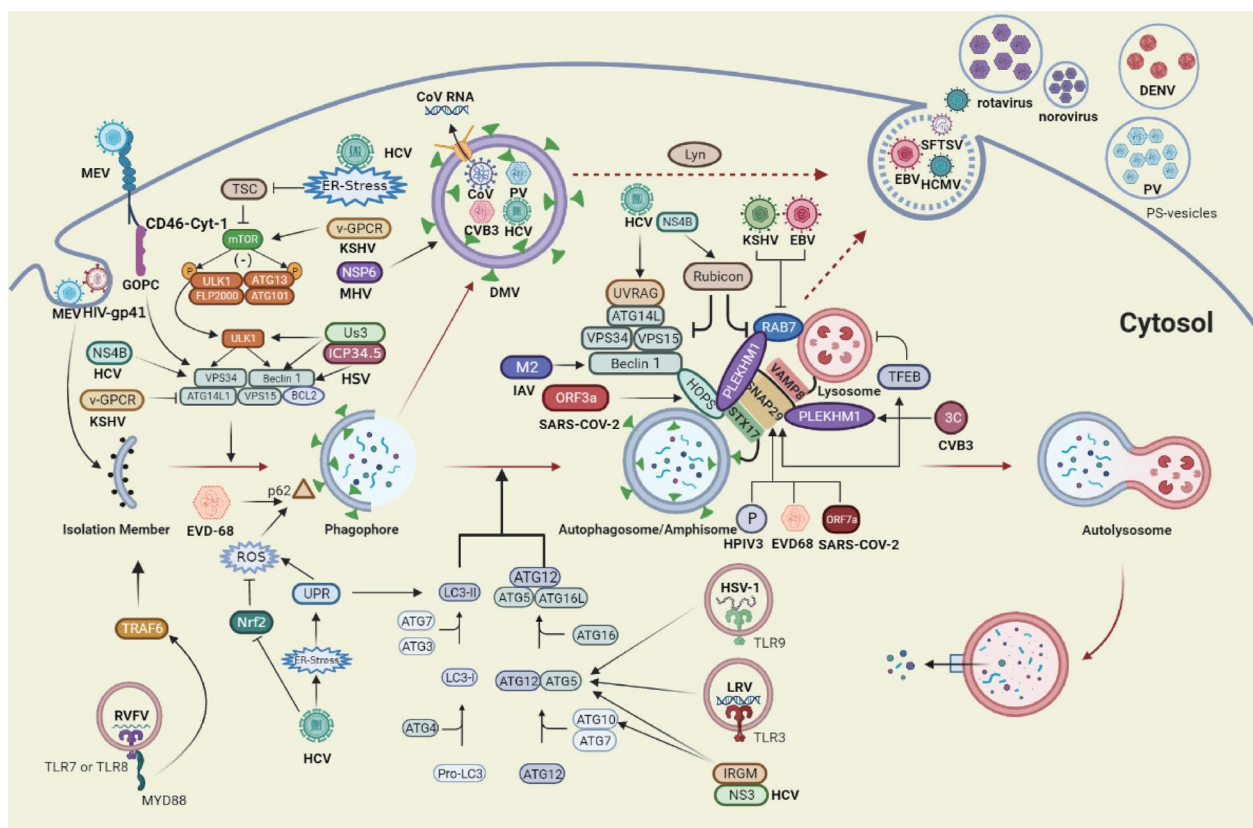 CoV RNA
rotavirus
norovirus
DENV
PV
PS-vesicles
SFTSV
EBV
HCMV
MEV
CD46-Cyt-1
GOPC
MEV
HIV-gp41
TSC
HCV
ER-Stress
mTOR
(-)
v-GPCR
KSHV
NSP6
MHV
P
P
ULK1
ATG13
FLP2000
ATG101
ULK1
Us3
ICP34.5
HSV
NS4B
HCV
v-GPCR
KSHV
VPS34
Beclin 1
ATG14L1
VPS15
BCL2
CoV
PV
CVB3
HCV
DMV
Lyn
HCV
NS4B
KSHV
EBV
Rubicon
UVRAG
ATG14L
VPS34
VPS15
Beclin 1
M2
IAV
ORF3a
SARS-COV-2
RAB7
PLEKHM1
HOPS
STX17
SNAP29
VAMP8
Lysosome
PLEKHM1
TFEB
3C
CVB3
Cytosol
Isolation Member
EVD-68
p62
Phagophore
Autophagosome/Amphisome
P
HPIV3
EVD68
ORF7a
SARS-COV-2
Autolysosome
ROS
Nrf2
UPR
ER-Stress
HCV
TRAF6
RVFV
TLR7 or TLR8
MYD88
LC3-II
ATG7
ATG3
LC3-I
ATG4
Pro-LC3
ATG12
ATG5
ATG16L
ATG16
ATG12
ATG5
ATG10
ATG7
ATG12
HSV-1
TLR9
LRV
TLR3
IRGM
NS3
HCV